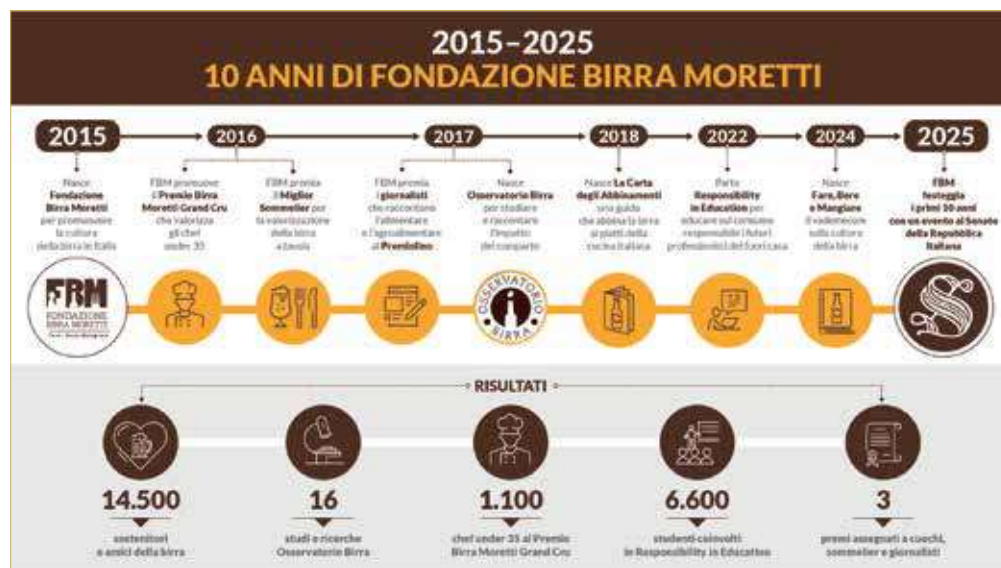 2015–2025
10 ANNI DI FONDAZIONE BIRRA MORETTI
2015
2016
2017
2018
2022
2024
2025
Nasce
Fondazione
Birra Moretti
per promuovere
la cultura
della birra in Italia
FBM promuove
il Premio Birra
Moretti Grand Cru
che valorizza
gli chef
under 35
FBM premia
il Miglior
Sommelier per
la valorizzazione
della birra
a tavola
FBM premia
i giornalisti
che raccontano
l'alimentare
e l'agroalimentare
al Premiolino
Nasce
Osservatorio Birra
per studiare
e raccontare
l'impatto
del comparto
Nasce La Carta
degli Abbinamenti
una guida
che abbina la birra
ai piatti della
cucina italiana
Parte
Responsibility
in Education per
educare sul consumo
responsabile i futuri
professionisti del fuori casa
Nasce
Fare, Bere
e Mangiare
il vademecum
sulla cultura
della birra
FBM
festeggia
i primi 10 anni
con un evento al Senato
della Repubblica
Italiana
FBM
FONDAZIONE
BIRRA MORETTI
OSSERVATORIO
BIRRA
S
RISULTATI
14.500
sostenitori
e amici della birra
16
studi e ricerche
Osservatorio Birra
1.100
chef under 35 al Premio
Birra Moretti Grand Cru
6.600
studenti coinvolti
in Responsibility in Education
3
premi assegnati a cuochi,
sommelier e giornalisti